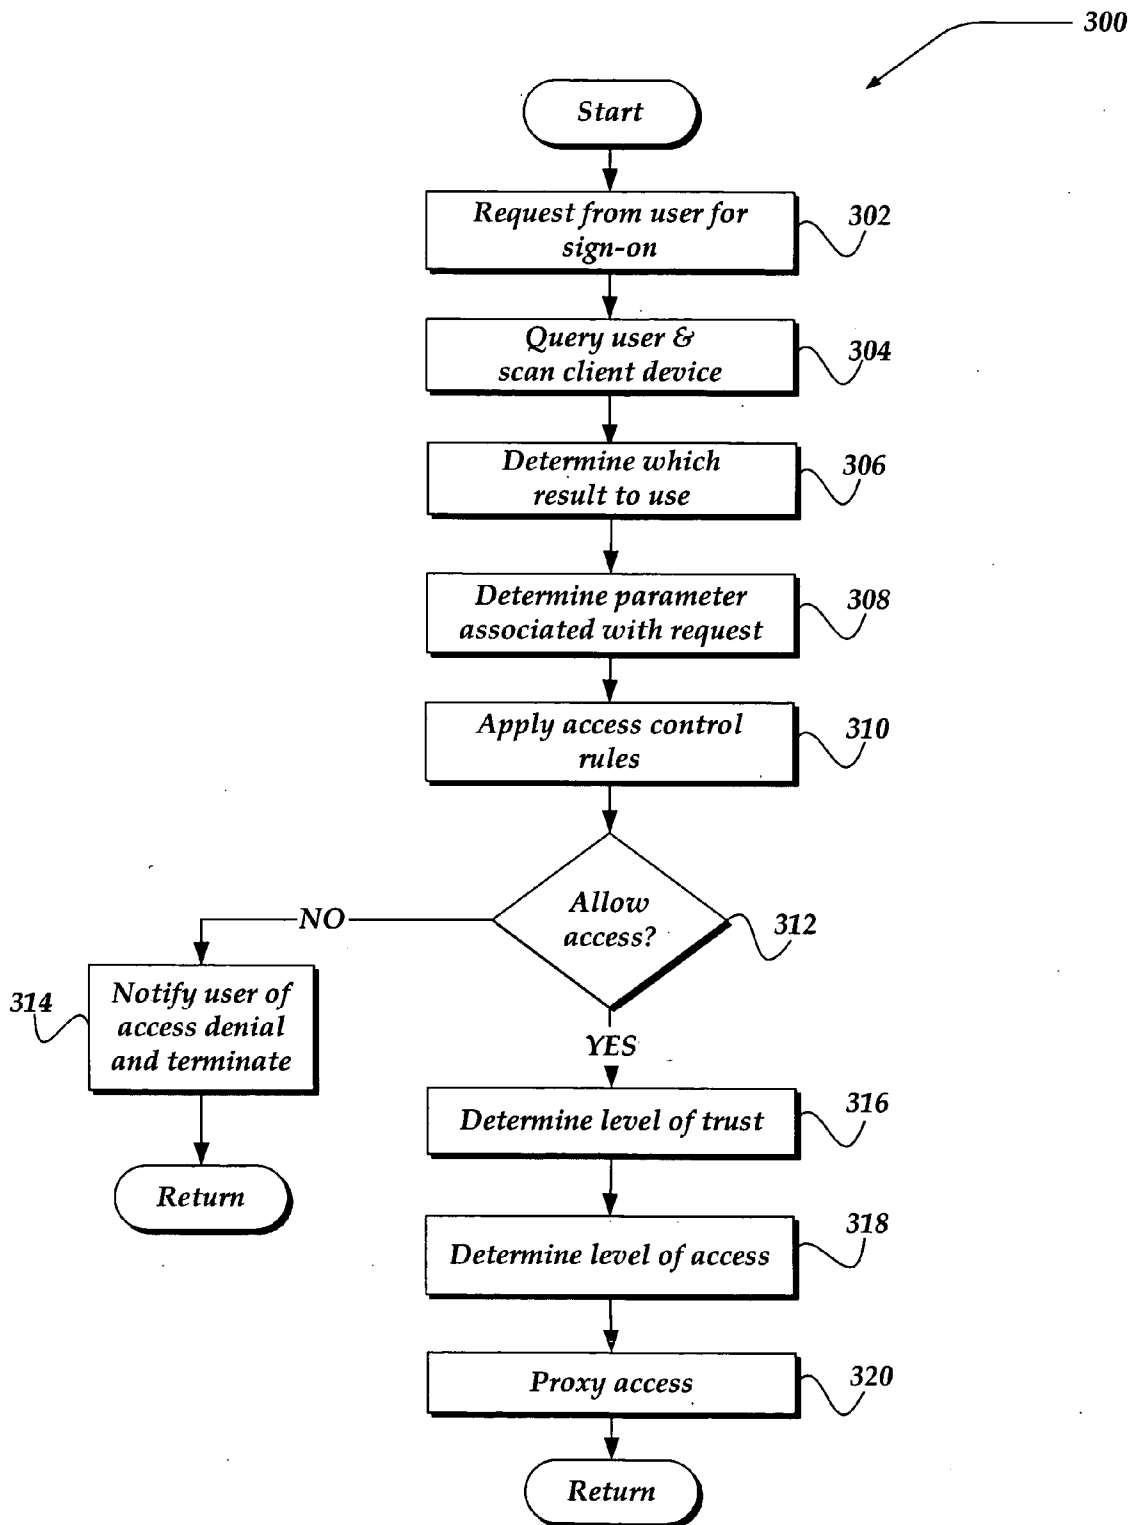 300
Start
Request from user for
sign-on
302
Query user &
scan client device
304
Determine which
result to use
306
Determine parameter
associated with request
308
Apply access control
rules
310
Allow
access?
312
NO
314
Notify user of
access denial
and terminate
Return
YES
Determine level of trust
316
Determine level of access
318
Proxy access
320
Return